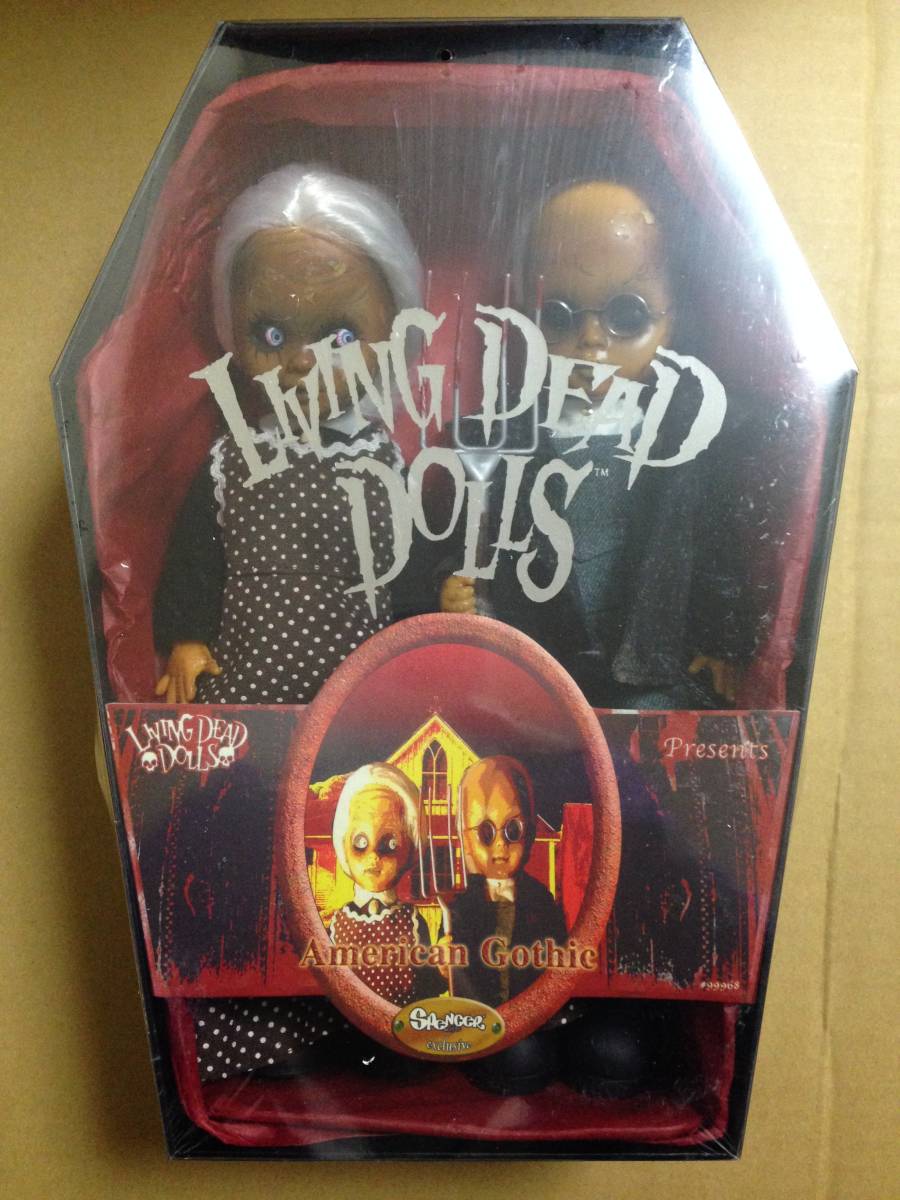 LIVING DEAD
DOLLS™
LIVING DEAD
DOLLS
Presents
American Gothic
#99968
SPENCER
exclusive